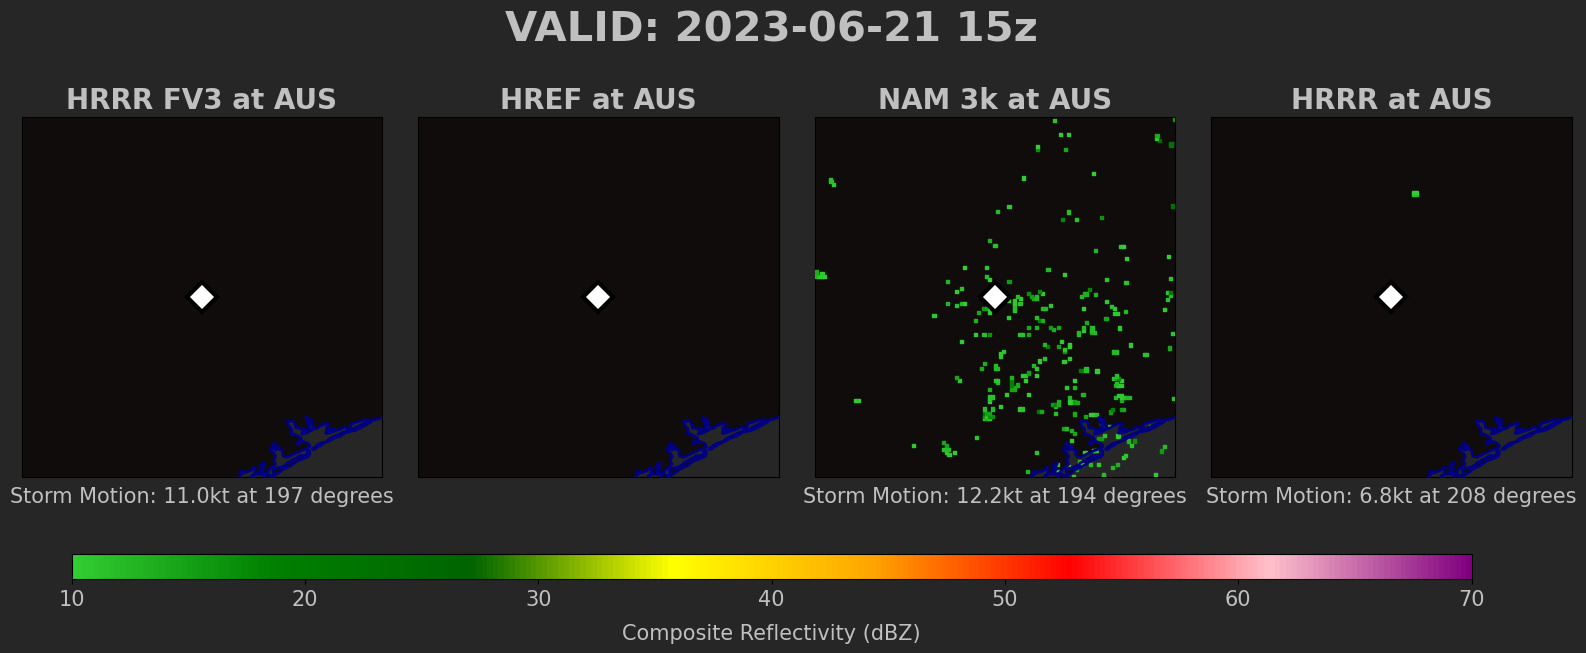 VALID: 2023-06-21 15z
HRRR FV3 at AUS
HREF at AUS
NAM 3k at AUS
HRRR at AUS
Storm Motion: 11.0kt at 197 degrees
Storm Motion: 12.2kt at 194 degrees
Storm Motion: 6.8kt at 208 degrees
10 20 30 40 50 60 70
Composite Reflectivity (dBZ)